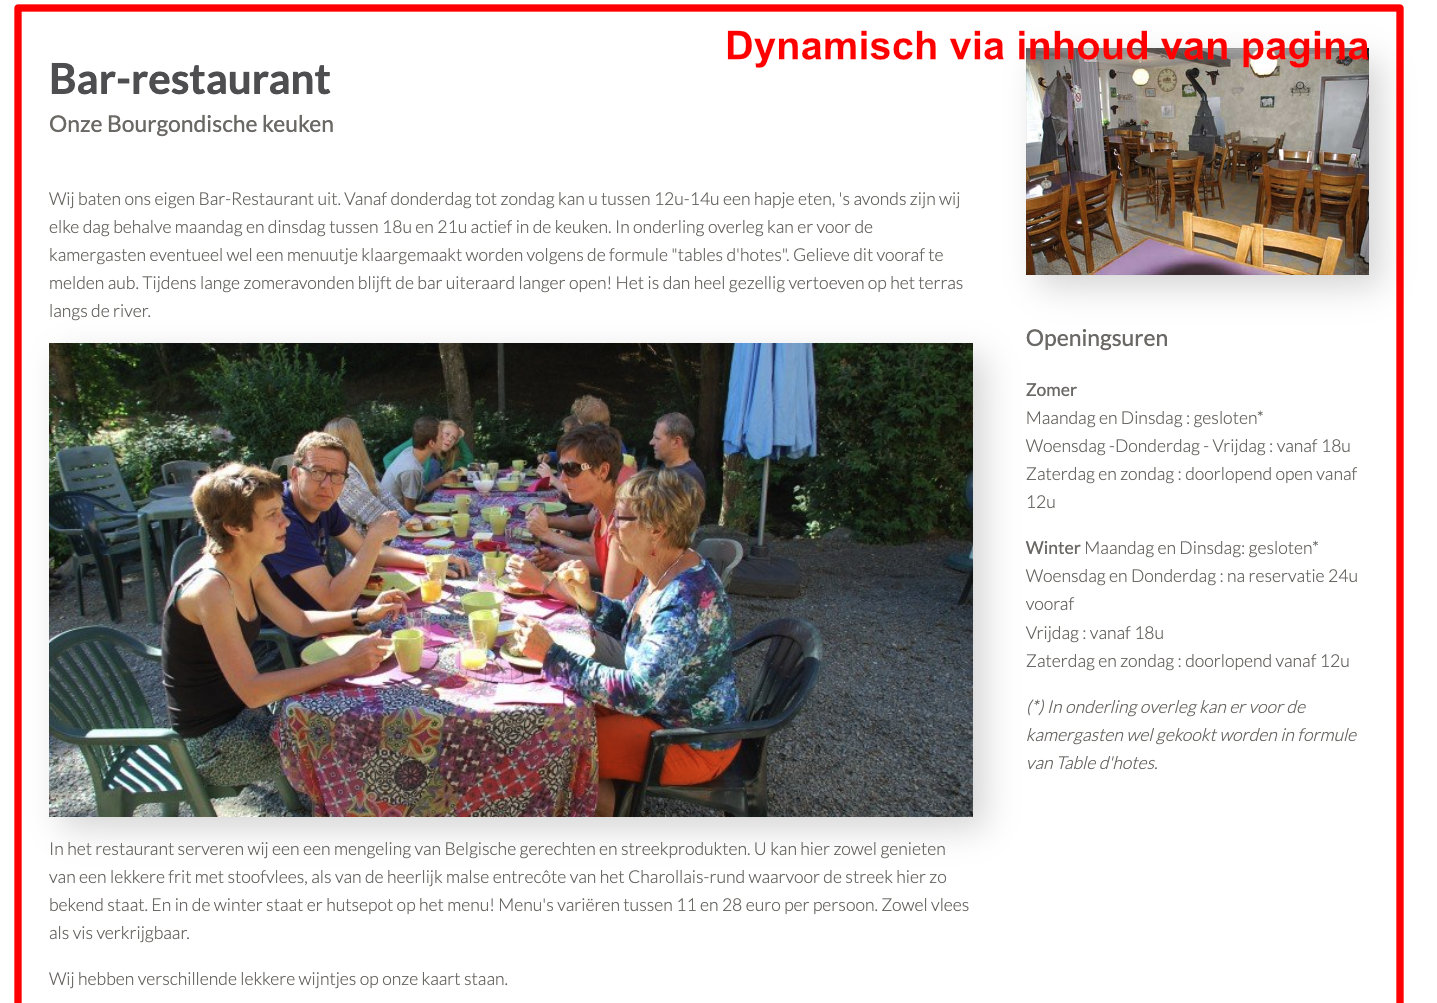 Dynamisch via inhoud van pagina
Bar-restaurant
Onze Bourgondische keuken
Wij baten ons eigen Bar-Restaurant uit. Vanaf donderdag tot zondag kan u tussen 12u-14u een hapje eten, 's avonds zijn wij
elke dag behalve maandag en dinsdag tussen 18u en 21u actief in de keuken. In onderling overleg kan er voor de
kamergasten eventueel wel een menuutje klaargemaakt worden volgens de formule "tables d'hotes". Gelieve dit vooraf te
melden aub. Tijdens lange zomeravonden blijft de bar uiteraard langer open! Het is dan heel gezellig vertoeven op het terras
langs de river.
In het restaurant serveren wij een een mengeling van Belgische gerechten en streekprodukten. U kan hier zowel genieten
van een lekkere frit met stoofvlees, als van de heerlijk malse entrecôte van het Charollais-rund waarvoor de streek hier zo
bekend staat. En in de winter staat er hutsepot op het menu! Menu's variëren tussen 11 en 28 euro per persoon. Zowel vlees
als vis verkrijgbaar.
Wij hebben verschillende lekkere wijntjes op onze kaart staan.
Openingsuren
Zomer
Maandag en Dinsdag : gesloten*
Woensdag -Donderdag - Vrijdag : vanaf 18u
Zaterdag en zondag : doorlopend open vanaf
12u
Winter Maandag en Dinsdag: gesloten*
Woensdag en Donderdag : na reservatie 24u
vooraf
Vrijdag : vanaf 18u
Zaterdag en zondag : doorlopend vanaf 12u
(*) In onderling overleg kan er voor de
kamergasten wel gekookt worden in formule
van Table d'hotes.